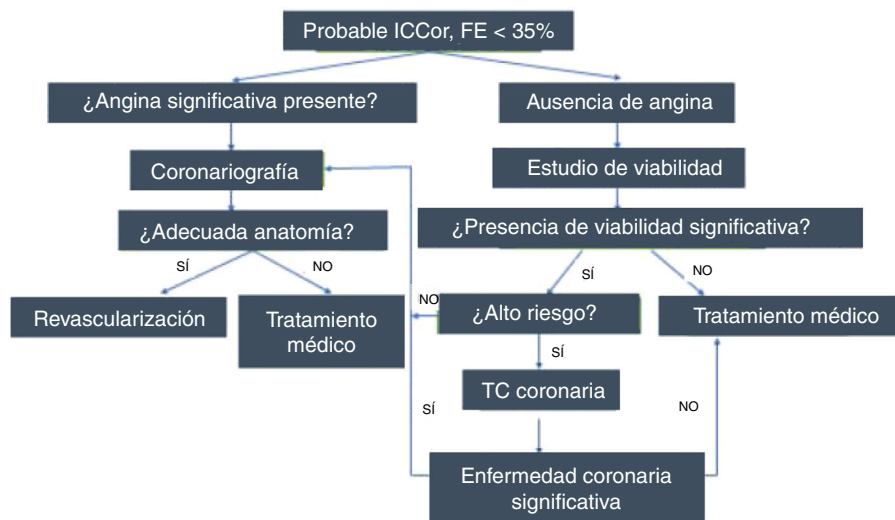 Probable ICCor, FE < 35%
¿Angina significativa presente?
Ausencia de angina
Coronariografía
Estudio de viabilidad
¿Adecuada anatomía?
¿Presencia de viabilidad significativa?
SÍ
NO
SÍ
NO
Revascularización
Tratamiento
médico
NO
¿Alto riesgo?
Tratamiento médico
SÍ
TC coronaria
SÍ
NO
Enfermedad coronaria
significativa